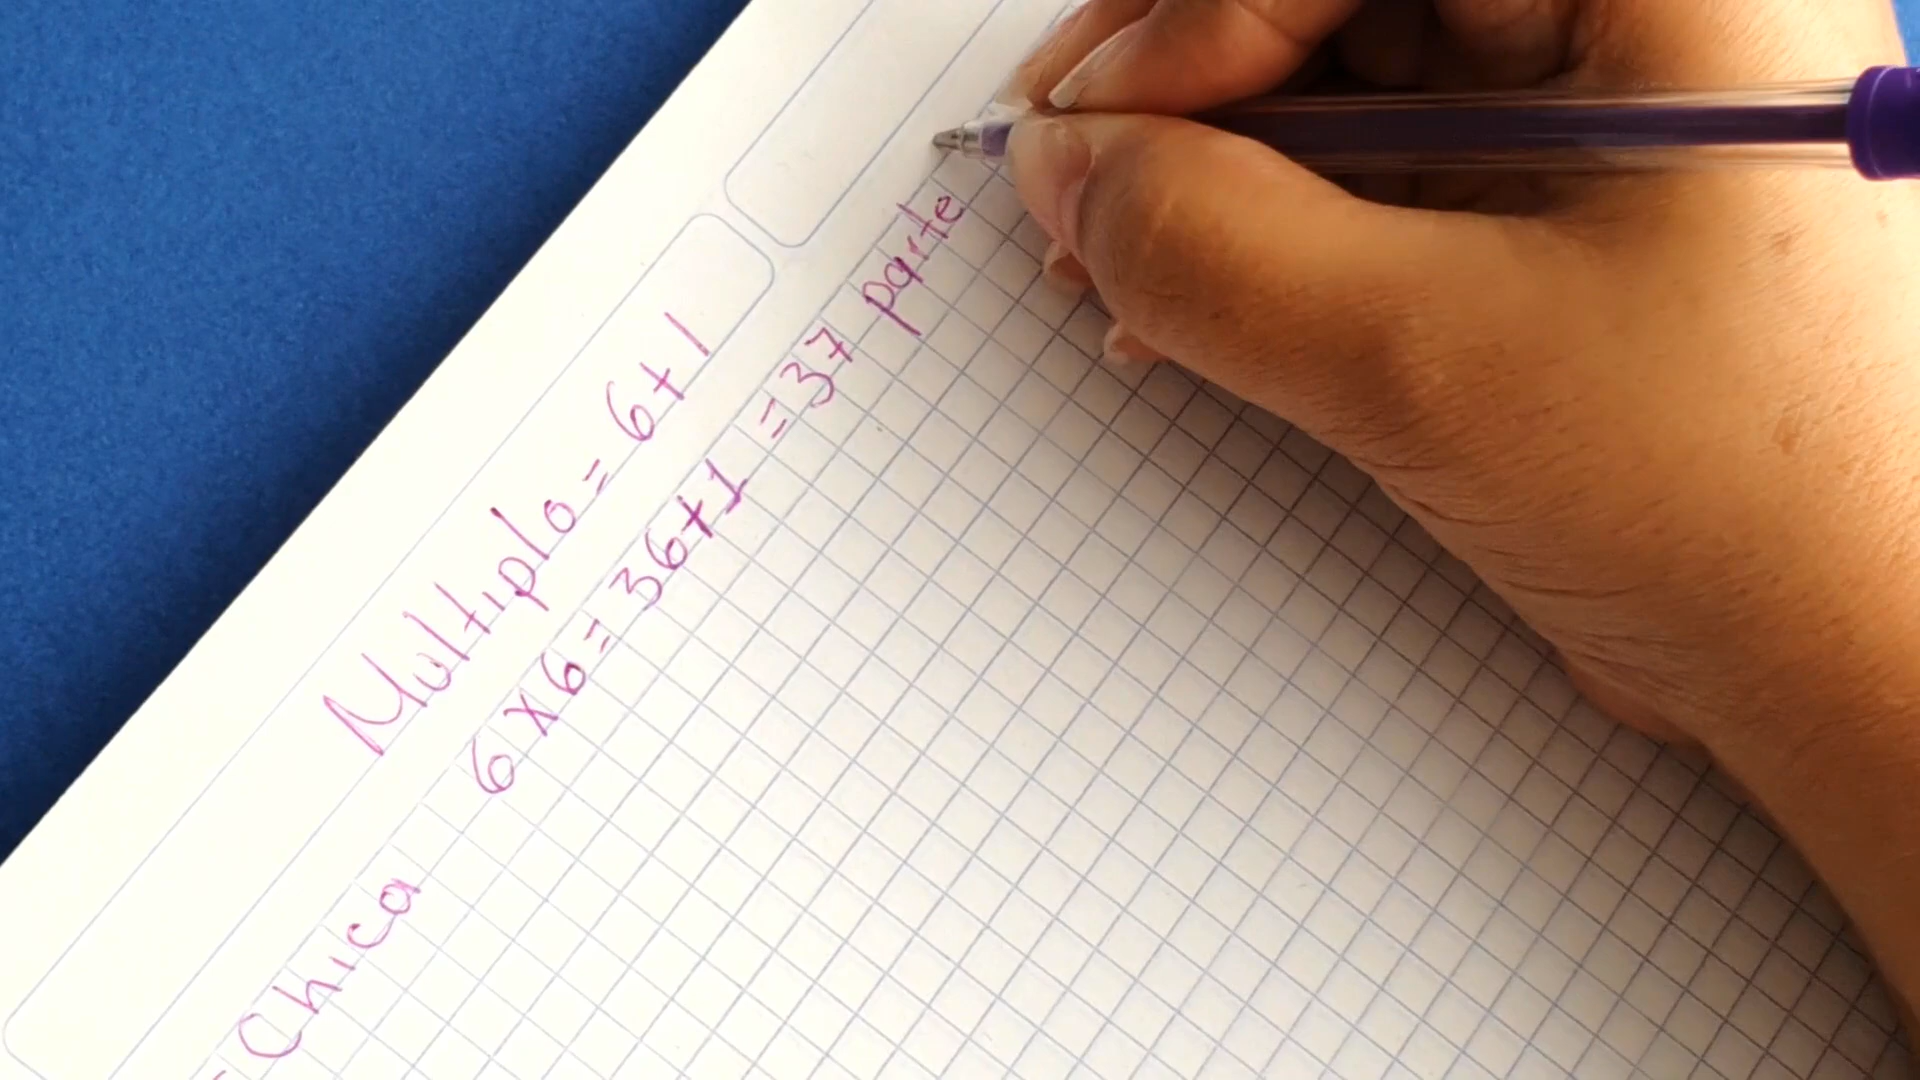 Multiplo = 6+1
Chica 6x6 = 36+1 = 37 parte